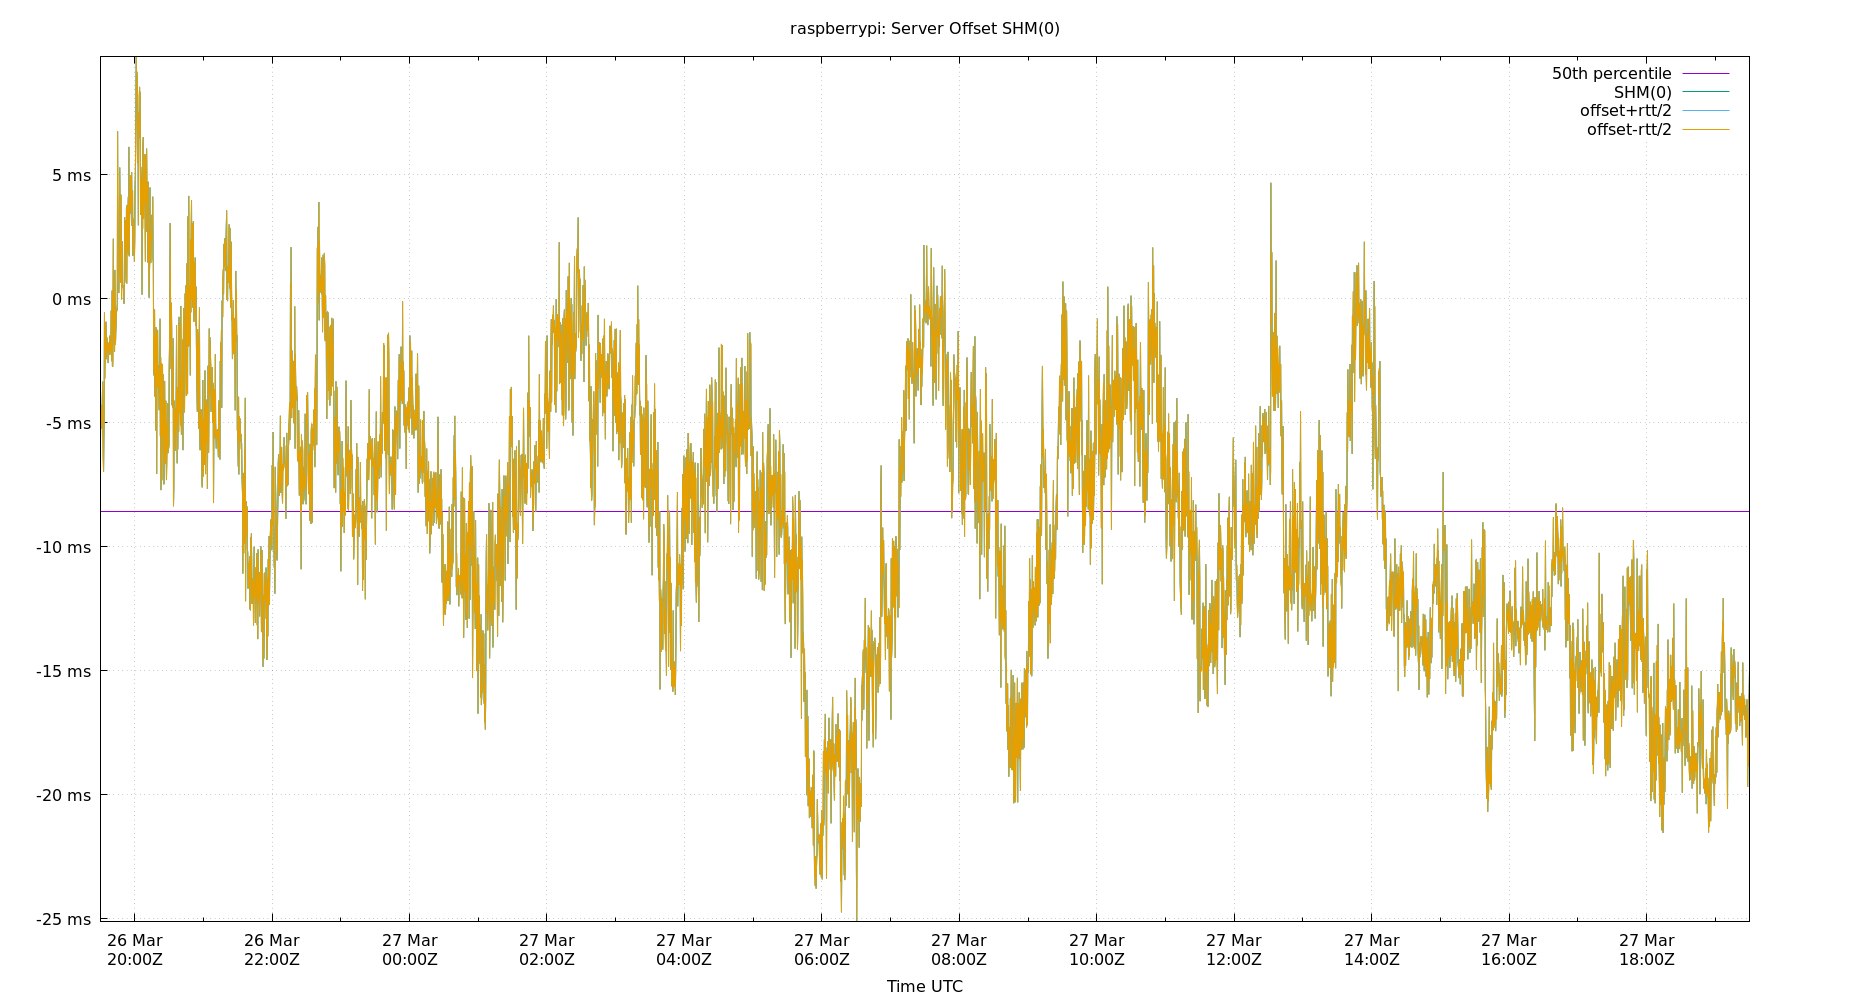 raspberrypi: Server Offset SHM(0)
50th percentile
SHM(0)
offset+rtt/2
offset-rtt/2
5 ms
0 ms
-5 ms
-10 ms
-15 ms
-20 ms
-25 ms
26 Mar 26 Mar 27 Mar 27 Mar 27 Mar 27 Mar 27 Mar 27 Mar 27 Mar 27 Mar 27 Mar 27 Mar
20:00Z 22:00Z 00:00Z 02:00Z 04:00Z 06:00Z 08:00Z 10:00Z 12:00Z 14:00Z 16:00Z 18:00Z
Time UTC